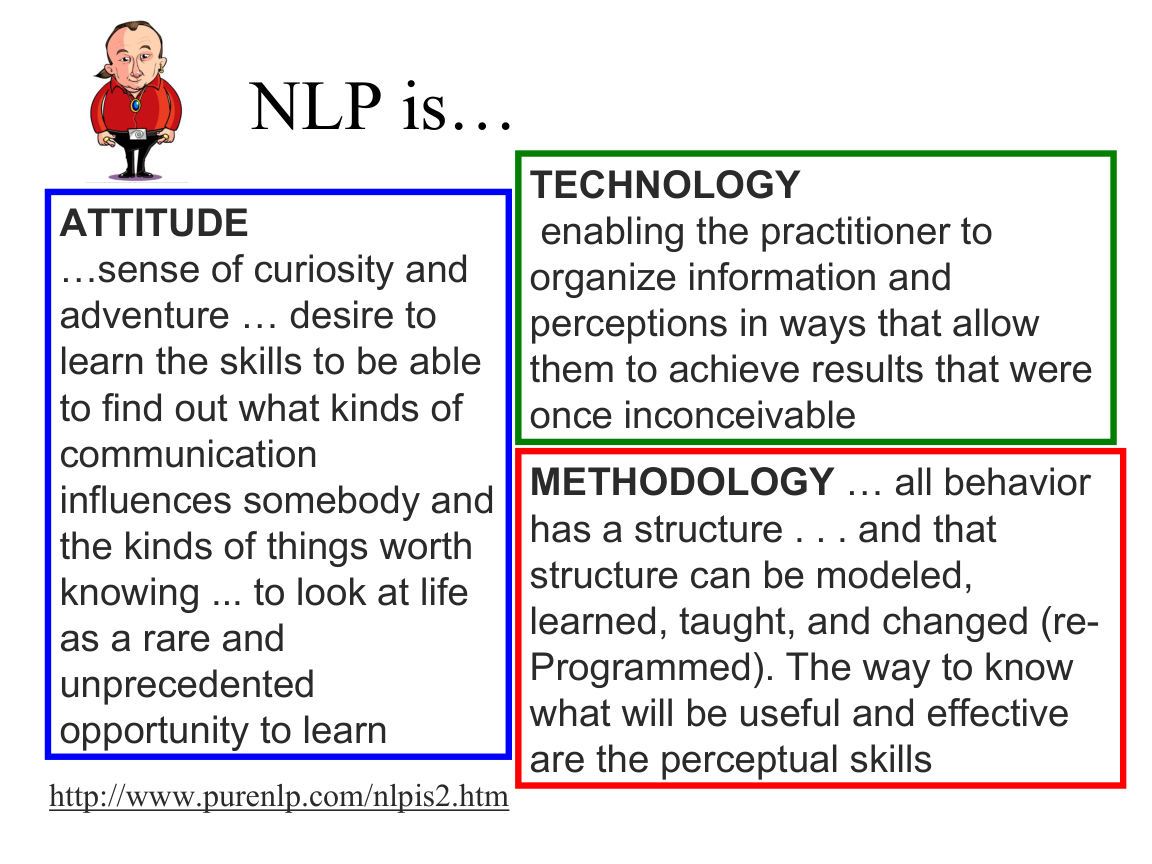 NLP is…
ATTITUDE
…sense of curiosity and
adventure … desire to
learn the skills to be able
to find out what kinds of
communication
influences somebody and
the kinds of things worth
knowing ... to look at life
as a rare and
unprecedented
opportunity to learn
TECHNOLOGY
enabling the practitioner to
organize information and
perceptions in ways that allow
them to achieve results that were
once inconceivable
METHODOLOGY … all behavior
has a structure . . . and that
structure can be modeled,
learned, taught, and changed (re-
Programmed). The way to know
what will be useful and effective
are the perceptual skills
http://www.purenlp.com/nlpis2.htm